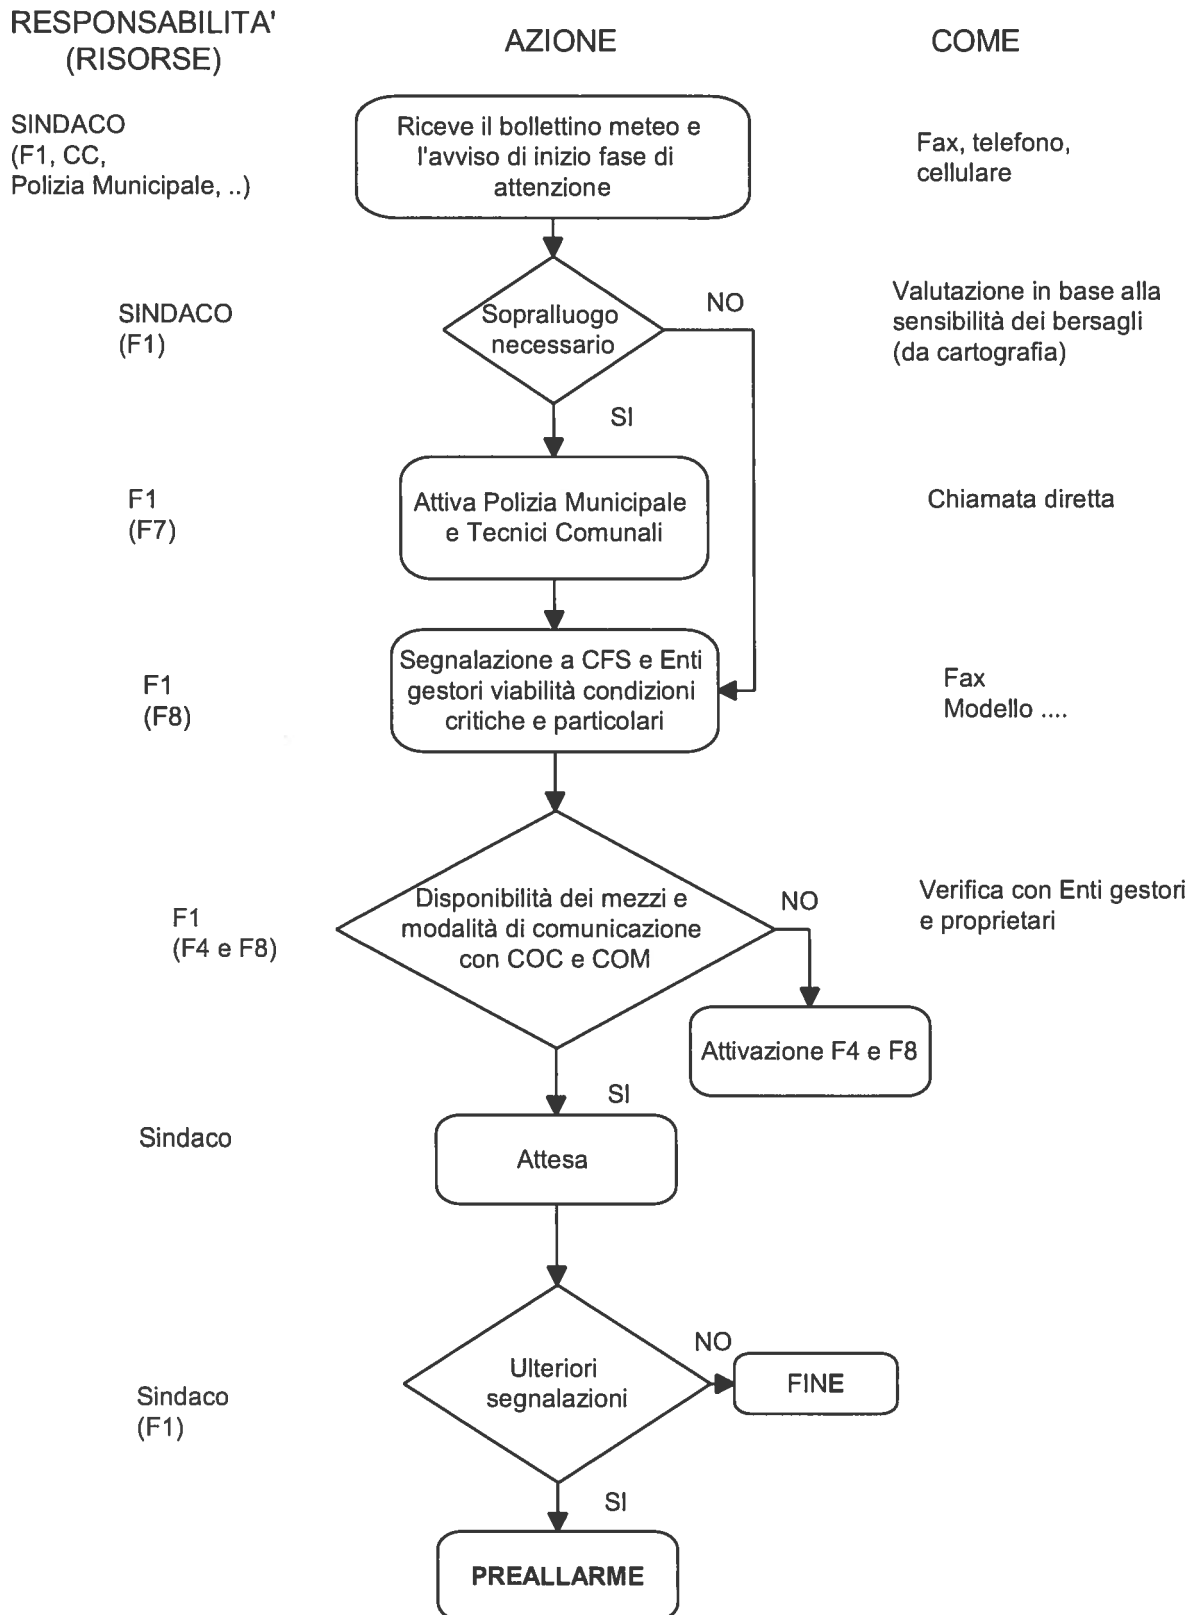 RESPONSABILITA'
(RISORSE)
AZIONE
COME
SINDACO
(F1, CC,
Polizia Municipale, ..)
Riceve il bollettino meteo e
l'avviso di inizio fase di
attenzione
Fax, telefono,
cellulare
SINDACO
(F1)
Sopralluogo
necessario
NO
Valutazione in base alla
sensibilità dei bersagli
(da cartografia)
SI
F1
(F7)
Attiva Polizia Municipale
e Tecnici Comunali
Chiamata diretta
F1
(F8)
Segnalazione a CFS e Enti
gestori viabilità condizioni
critiche e particolari
Fax
Modello ....
F1
(F4 e F8)
Disponibilità dei mezzi e
modalità di comunicazione
con COC e COM
NO
Verifica con Enti gestori
e proprietari
Attivazione F4 e F8
SI
Sindaco
Attesa
Sindaco
(F1)
Ulteriori
segnalazioni
NO
FINE
SI
PREALLARME